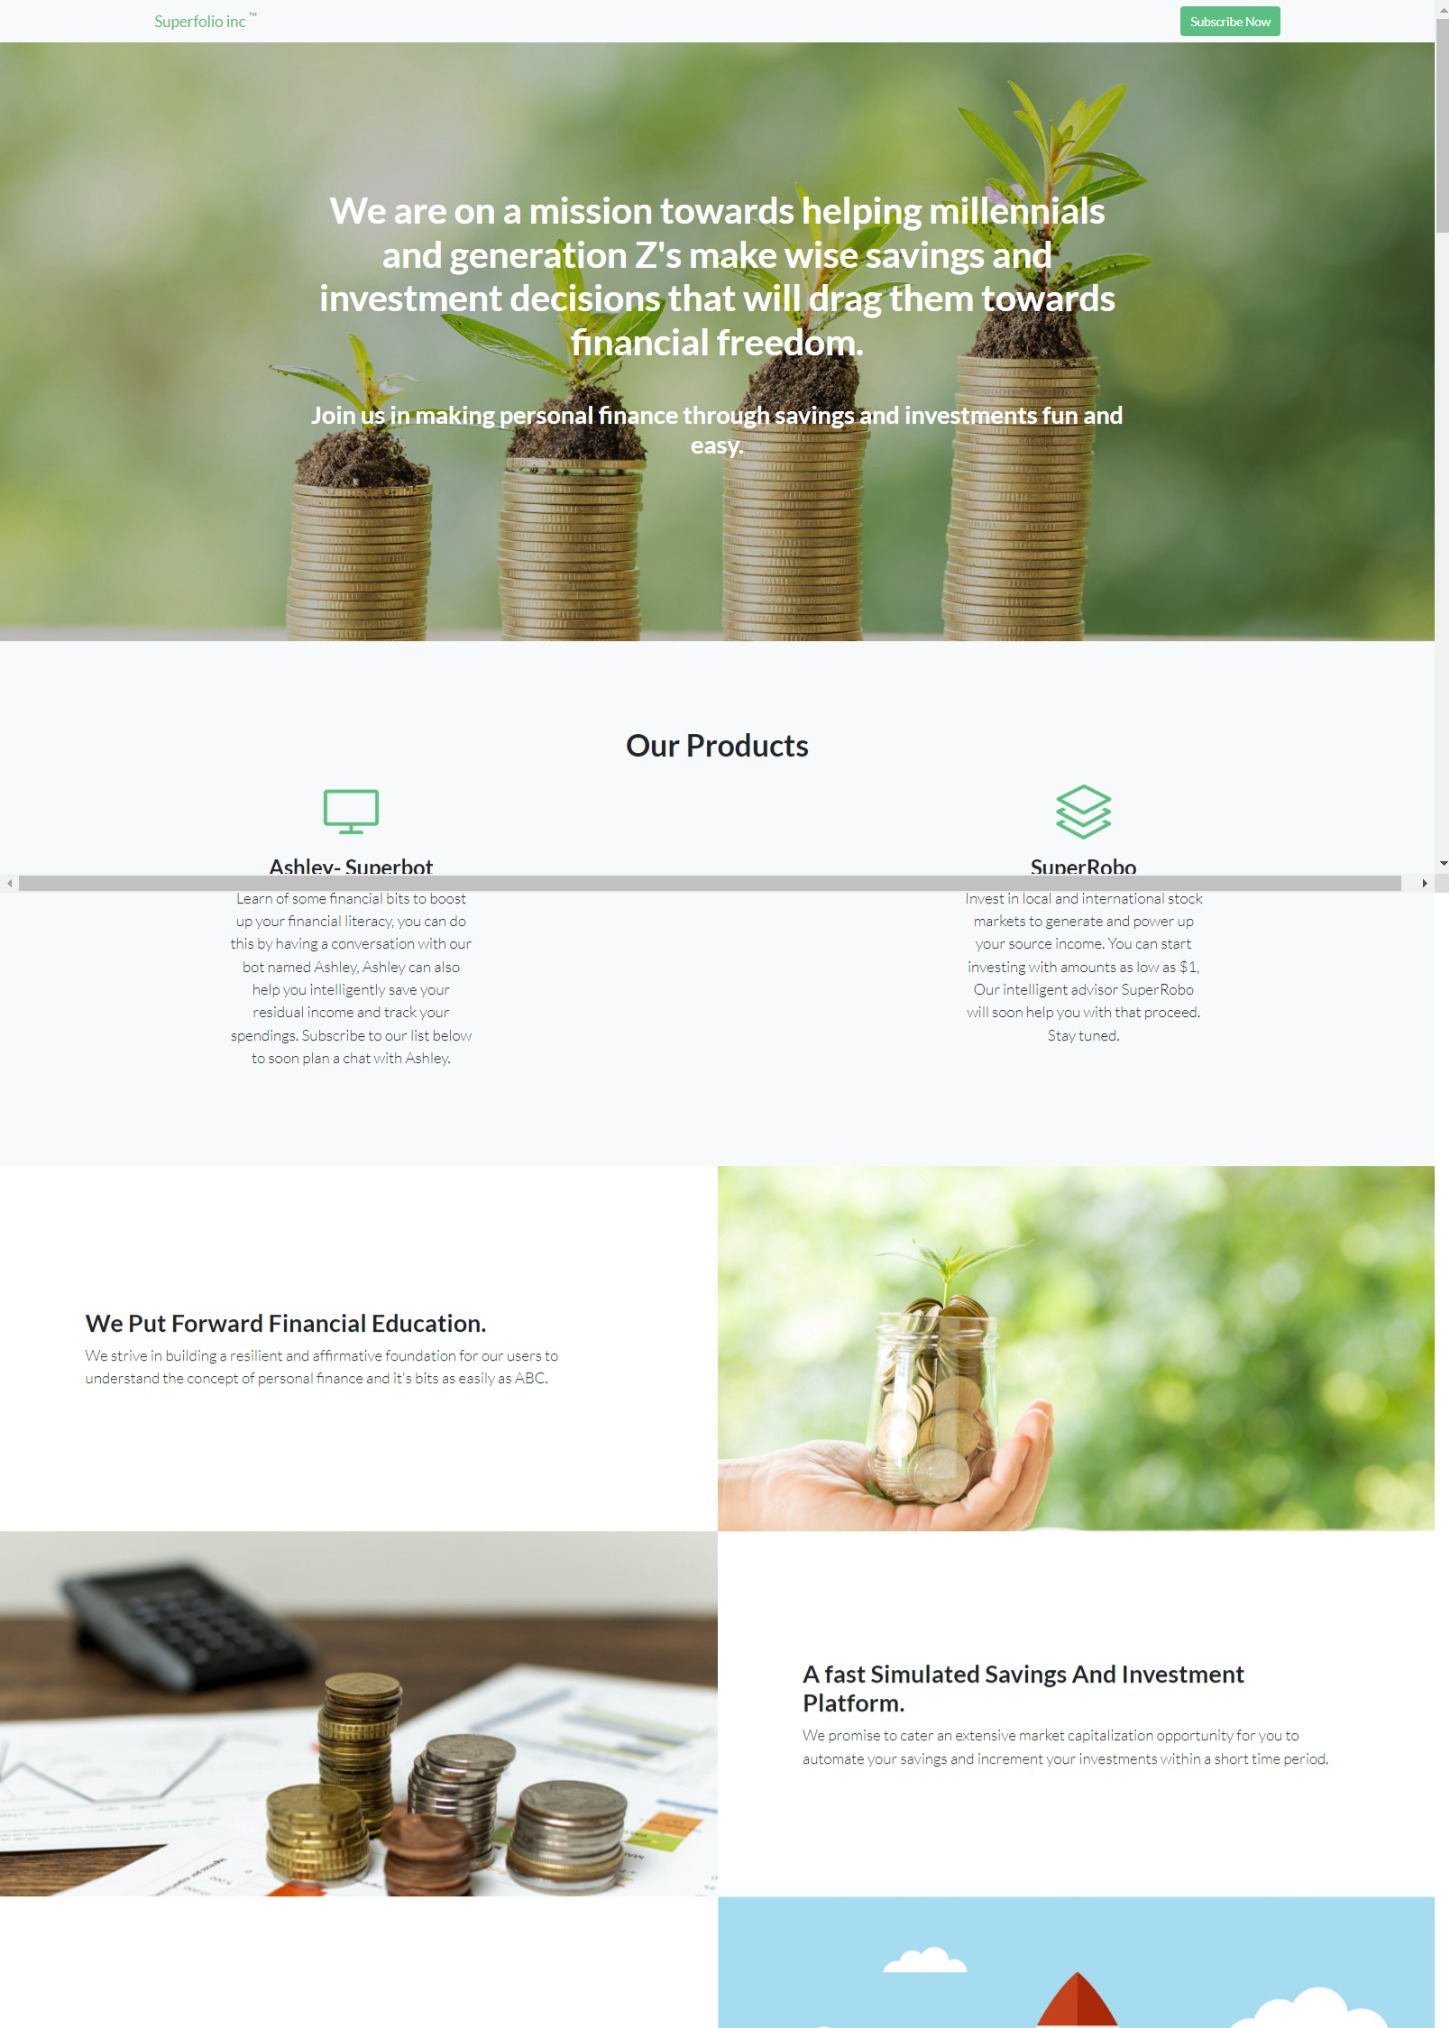 Superfolio inc ™
Subscribe Now
We are on a mission towards helping millennials
and generation Z's make wise savings and
investment decisions that will drag them towards
financial freedom.
Join us in making personal finance through savings and investments fun and
easy.
Our Products
Ashley- Superbot
Learn of some financial bits to boost
up your financial literacy, you can do
this by having a conversation with our
bot named Ashley, Ashley can also
help you intelligently save your
residual income and track your
spendings. Subscribe to our list below
to soon plan a chat with Ashley.
SuperRobo
Invest in local and international stock
markets to generate and power up
your source income. You can start
investing with amounts as low as $1,
Our intelligent advisor SuperRobo
will soon help you with that proceed.
Stay tuned.
We Put Forward Financial Education.
We strive in building a resilient and affirmative foundation for our users to
understand the concept of personal finance and it's bits as easily as ABC.
A fast Simulated Savings And Investment
Platform.
We promise to cater an extensive market capitalization opportunity for you to
automate your savings and increment your investments within a short time period.